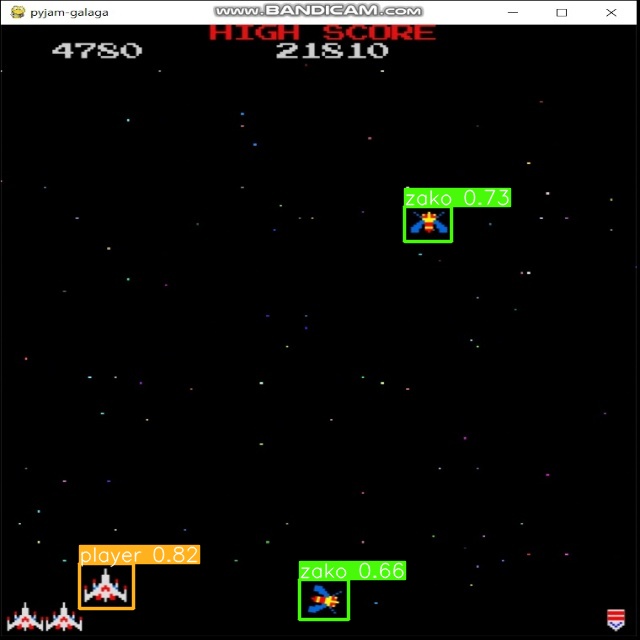 pyjam-galaga
www.BANDICAM.com
HIGH SCORE
4780 21810
zako 0.73
player 0.82
zako 0.66